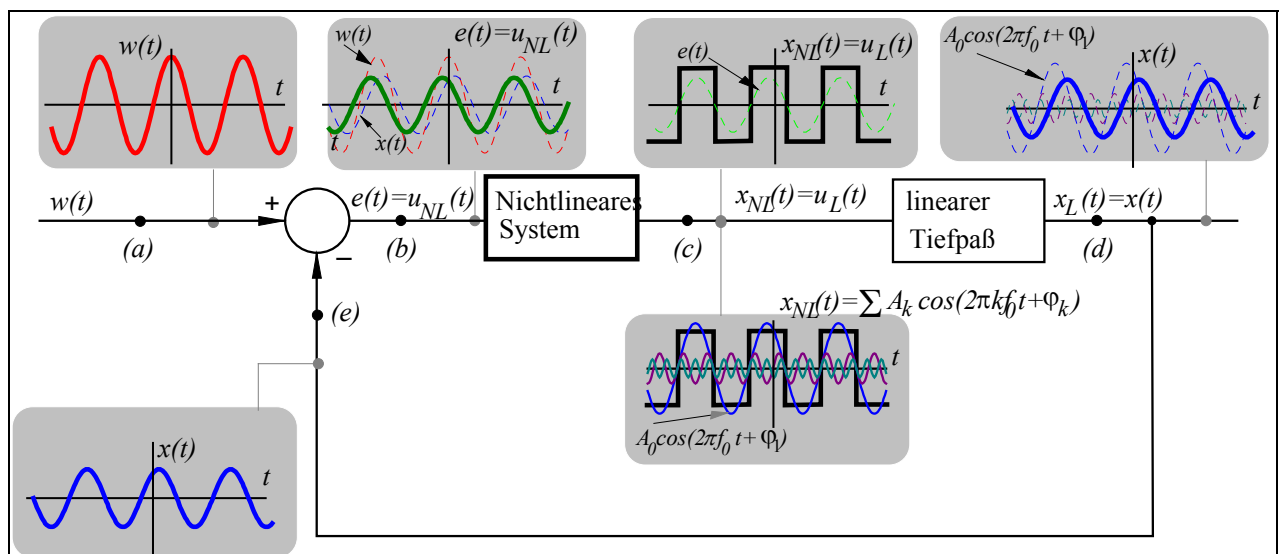 w(t)
t
w(t)
e(t)=u_NL(t)
t
x(t)
x_NL(t)=u_L(t)
e(t)
t
A_0cos(2πf_0t+φ_1)
x(t)
t
w(t)
(a)
+
−
e(t)=u_NL(t)
(b)
Nichtlineares
System
(c)
x_NL(t)=u_L(t)
linearer
Tiefpaß
x_L(t)=x(t)
(d)
(e)
x_NL(t)=∑ A_k cos(2πkf_0t+φ_k)
t
A_0cos(2πf_0t+φ_1)
x(t)
t